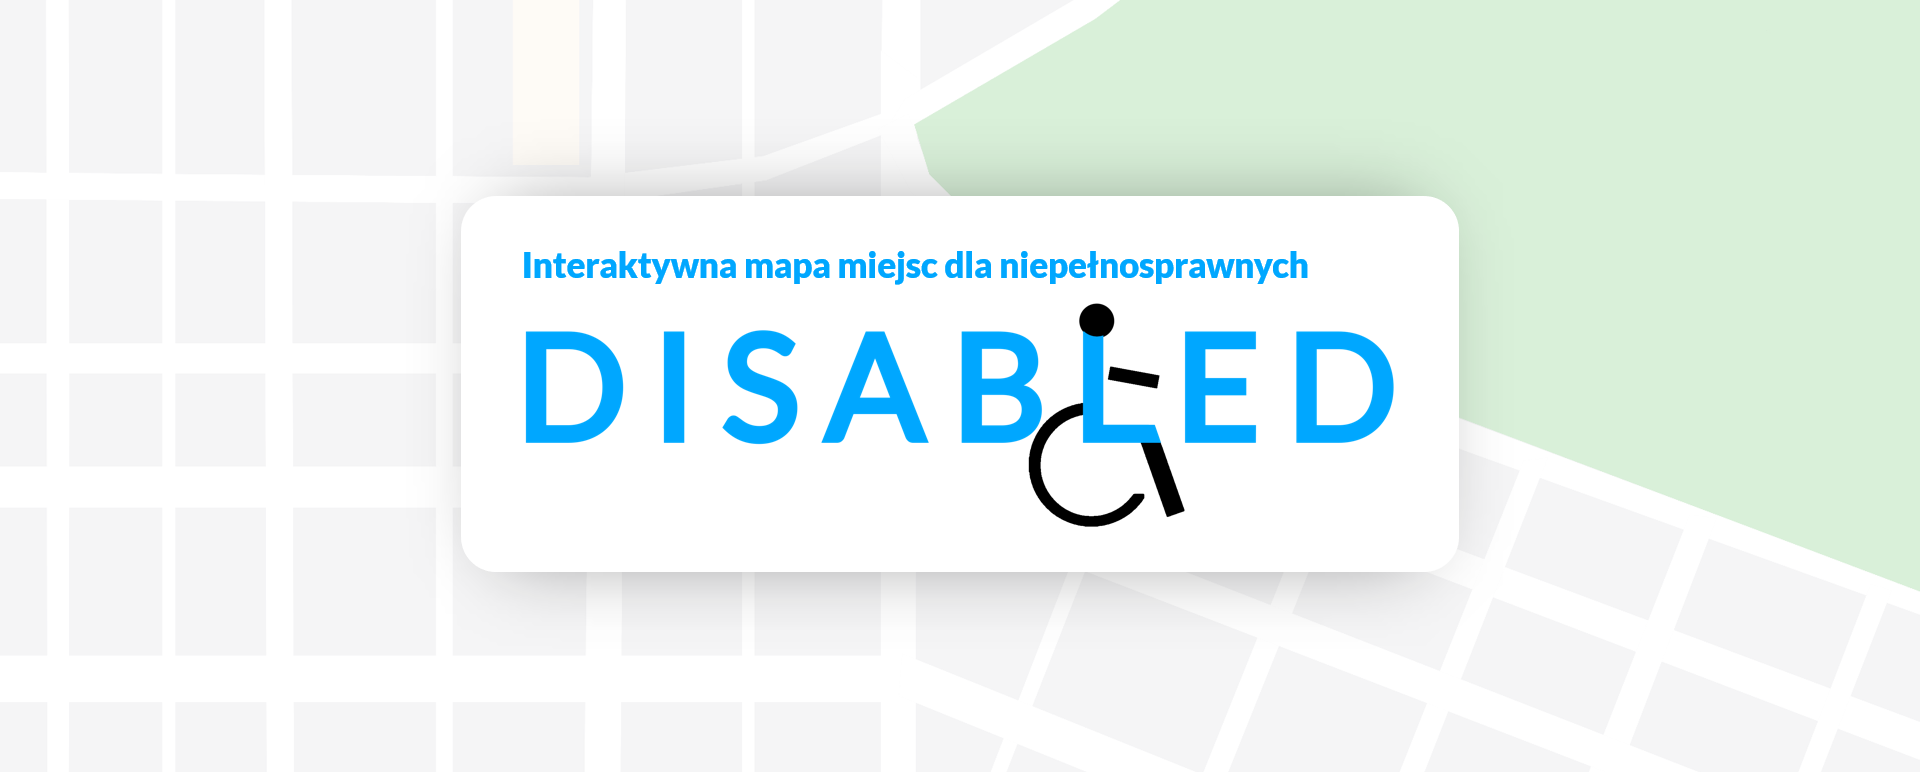 Interaktywna mapa miejsc dla niepełnosprawnych
DISABLED